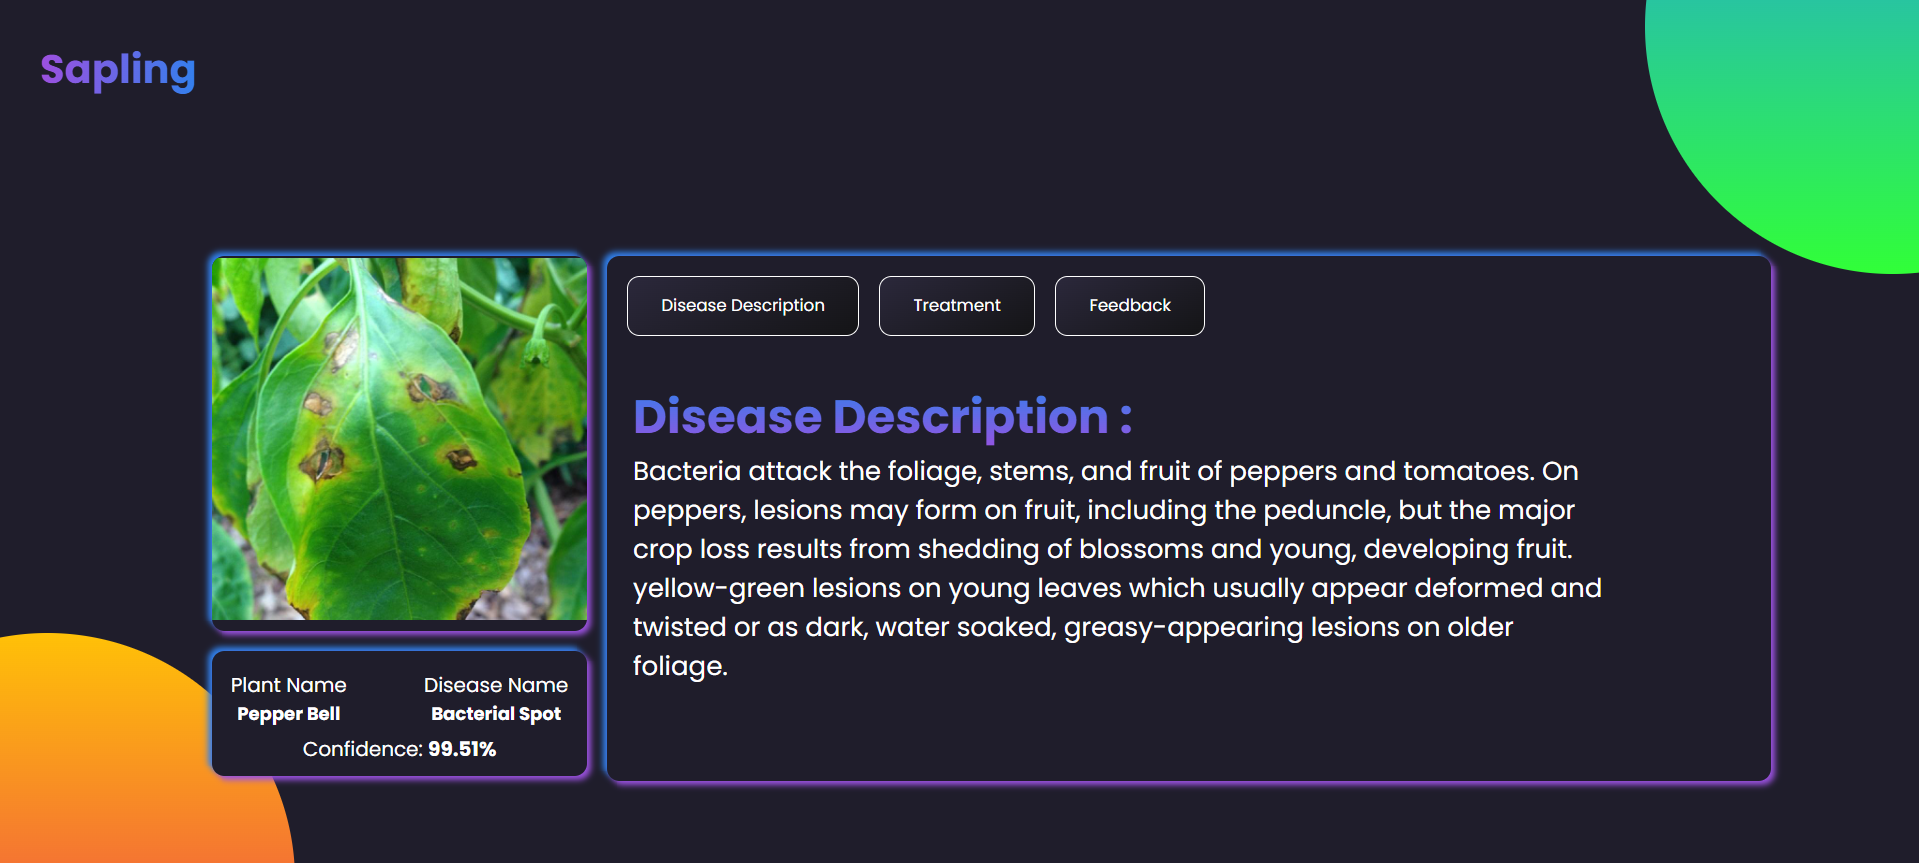 Sapling
Disease Description
Treatment
Feedback
Disease Description :
Bacteria attack the foliage, stems, and fruit of peppers and tomatoes. On
peppers, lesions may form on fruit, including the peduncle, but the major
crop loss results from shedding of blossoms and young, developing fruit.
yellow-green lesions on young leaves which usually appear deformed and
twisted or as dark, water soaked, greasy-appearing lesions on older
foliage.
Plant Name
Pepper Bell
Disease Name
Bacterial Spot
Confidence: 99.51%